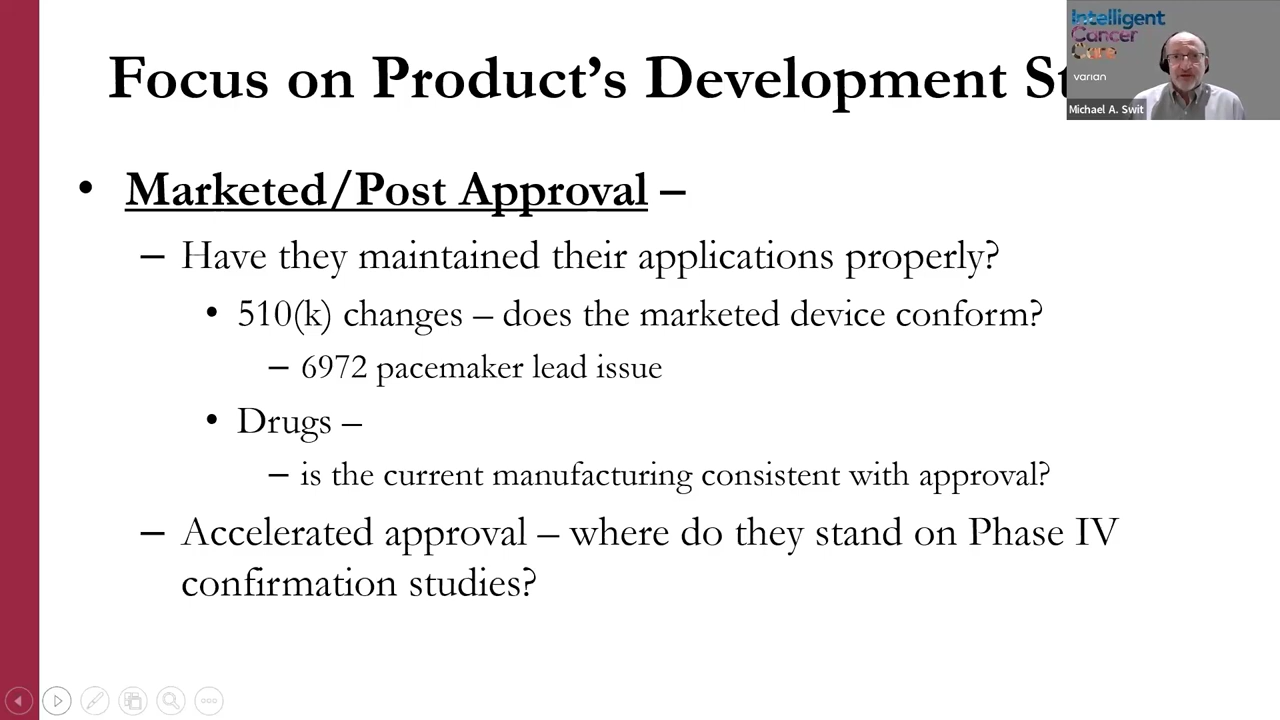 Focus on Product's Development St
Intelligent
Cancer
Care
varian
Michael A. Swit
• Marketed/Post Approval –
– Have they maintained their applications properly?
• 510(k) changes – does the marketed device conform?
– 6972 pacemaker lead issue
• Drugs –
– is the current manufacturing consistent with approval?
– Accelerated approval – where do they stand on Phase IV
confirmation studies?